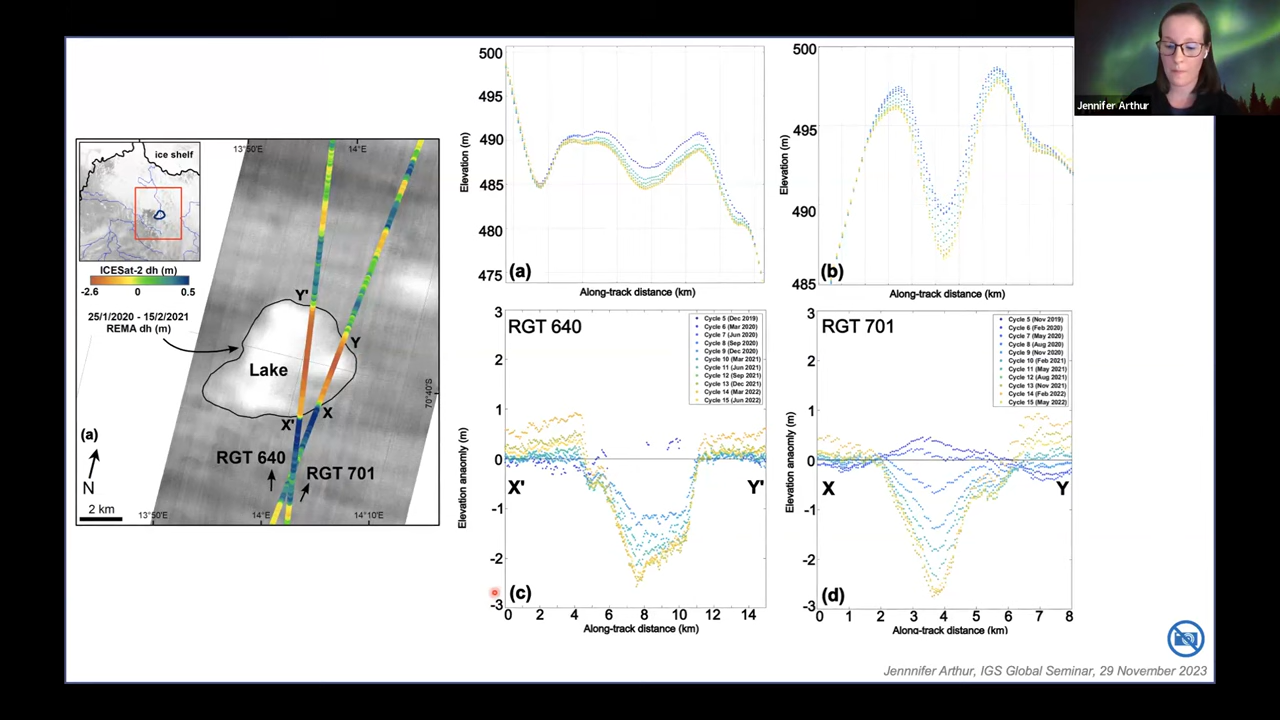 Jennifer Arthur
13°50'E
14°E
ice shelf
ICESat-2 dh (m)
-2.6
0
0.5
25/1/2020 - 15/2/2021
REMA dh (m)
Y'
Y
Lake
X
X'
70°40'S
(a)
N
2 km
RGT 640
RGT 701
13°50'E
14°E
14°10'E
500
495
490
485
480
475
Elevation (m)
(a)
Along-track distance (km)
500
495
490
485
Elevation (m)
(b)
Along-track distance (km)
RGT 640
Cycle 5 (Dec 2019)
Cycle 6 (Mar 2020)
Cycle 7 (Jun 2020)
Cycle 8 (Sep 2020)
Cycle 9 (Dec 2020)
Cycle 10 (Mar 2021)
Cycle 11 (Jun 2021)
Cycle 12 (Sep 2021)
Cycle 13 (Dec 2021)
Cycle 14 (Mar 2022)
Cycle 15 (Jun 2022)
3
2
1
0
-1
-2
-3
Elevation anaomly (m)
X'
Y'
(c)
0 2 4 6 8 10 12 14
Along-track distance (km)
RGT 701
Cycle 5 (Nov 2019)
Cycle 6 (Feb 2020)
Cycle 7 (May 2020)
Cycle 8 (Aug 2020)
Cycle 9 (Nov 2020)
Cycle 10 (Feb 2021)
Cycle 11 (May 2021)
Cycle 12 (Aug 2021)
Cycle 13 (Nov 2021)
Cycle 14 (Feb 2022)
Cycle 15 (May 2022)
3
2
1
0
-1
-2
-3
Elevation anaomly (m)
X
Y
(d)
0 1 2 3 4 5 6 7 8
Along-track distance (km)
Jennnifer Arthur, IGS Global Seminar, 29 November 2023